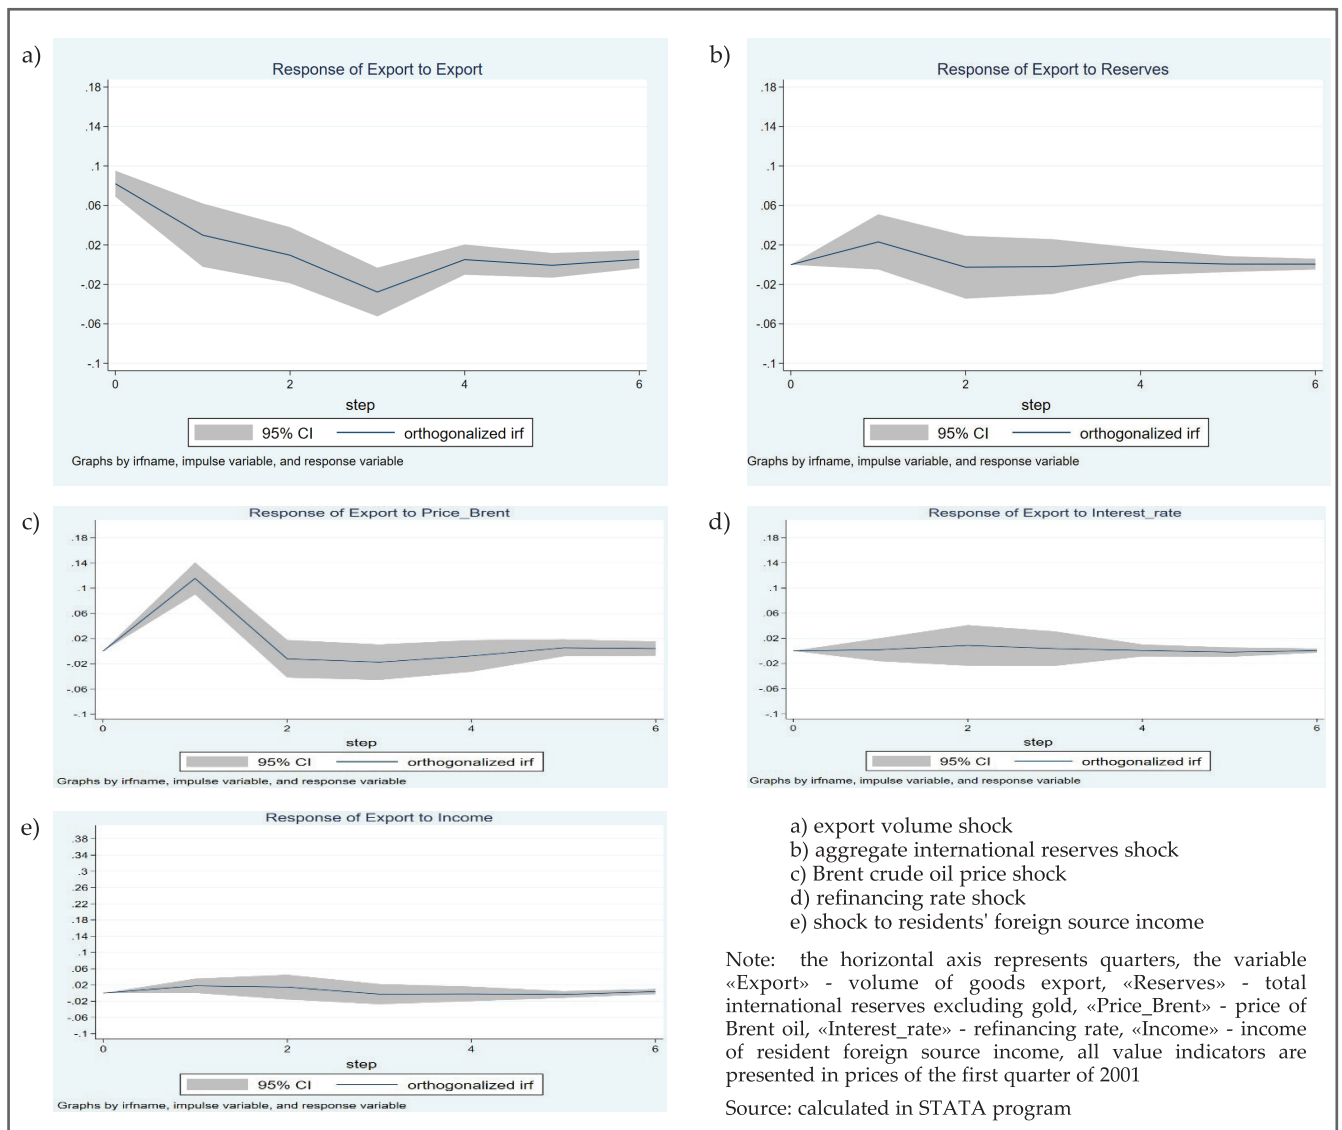 a)
Response of Export to Export
.18
.14
.1
.06
.02
-.02
-.06
-.1
0 2 4 6
step
95% CI orthogonalized irf
Graphs by irfname, impulse variable, and response variable
b)
Response of Export to Reserves
.18
.14
.1
.06
.02
-.02
-.06
-.1
0 2 4 6
step
95% CI orthogonalized irf
Graphs by irfname, impulse variable, and response variable
c)
Response of Export to Price_Brent
.18
.14
.1
.06
.02
-.02
-.06
-.1
0 2 4 6
step
95% CI orthogonalized irf
Graphs by irfname, impulse variable, and response variable
d)
Response of Export to Interest_rate
.18
.14
.1
.06
.02
-.02
-.06
-.1
0 2 4 6
step
95% CI orthogonalized irf
Graphs by irfname, impulse variable, and response variable
e)
Response of Export to Income
.38
.34
.3
.26
.22
.18
.14
.1
.06
.02
-.02
-.06
-.1
0 2 4 6
step
95% CI orthogonalized irf
Graphs by irfname, impulse variable, and response variable
a) export volume shock
b) aggregate international reserves shock
c) Brent crude oil price shock
d) refinancing rate shock
e) shock to residents' foreign source income
Note: the horizontal axis represents quarters, the variable
«Export» - volume of goods export, «Reserves» - total
international reserves excluding gold, «Price_Brent» - price of
Brent oil, «Interest_rate» - refinancing rate, «Income» - income
of resident foreign source income, all value indicators are
presented in prices of the first quarter of 2001
Source: calculated in STATA program